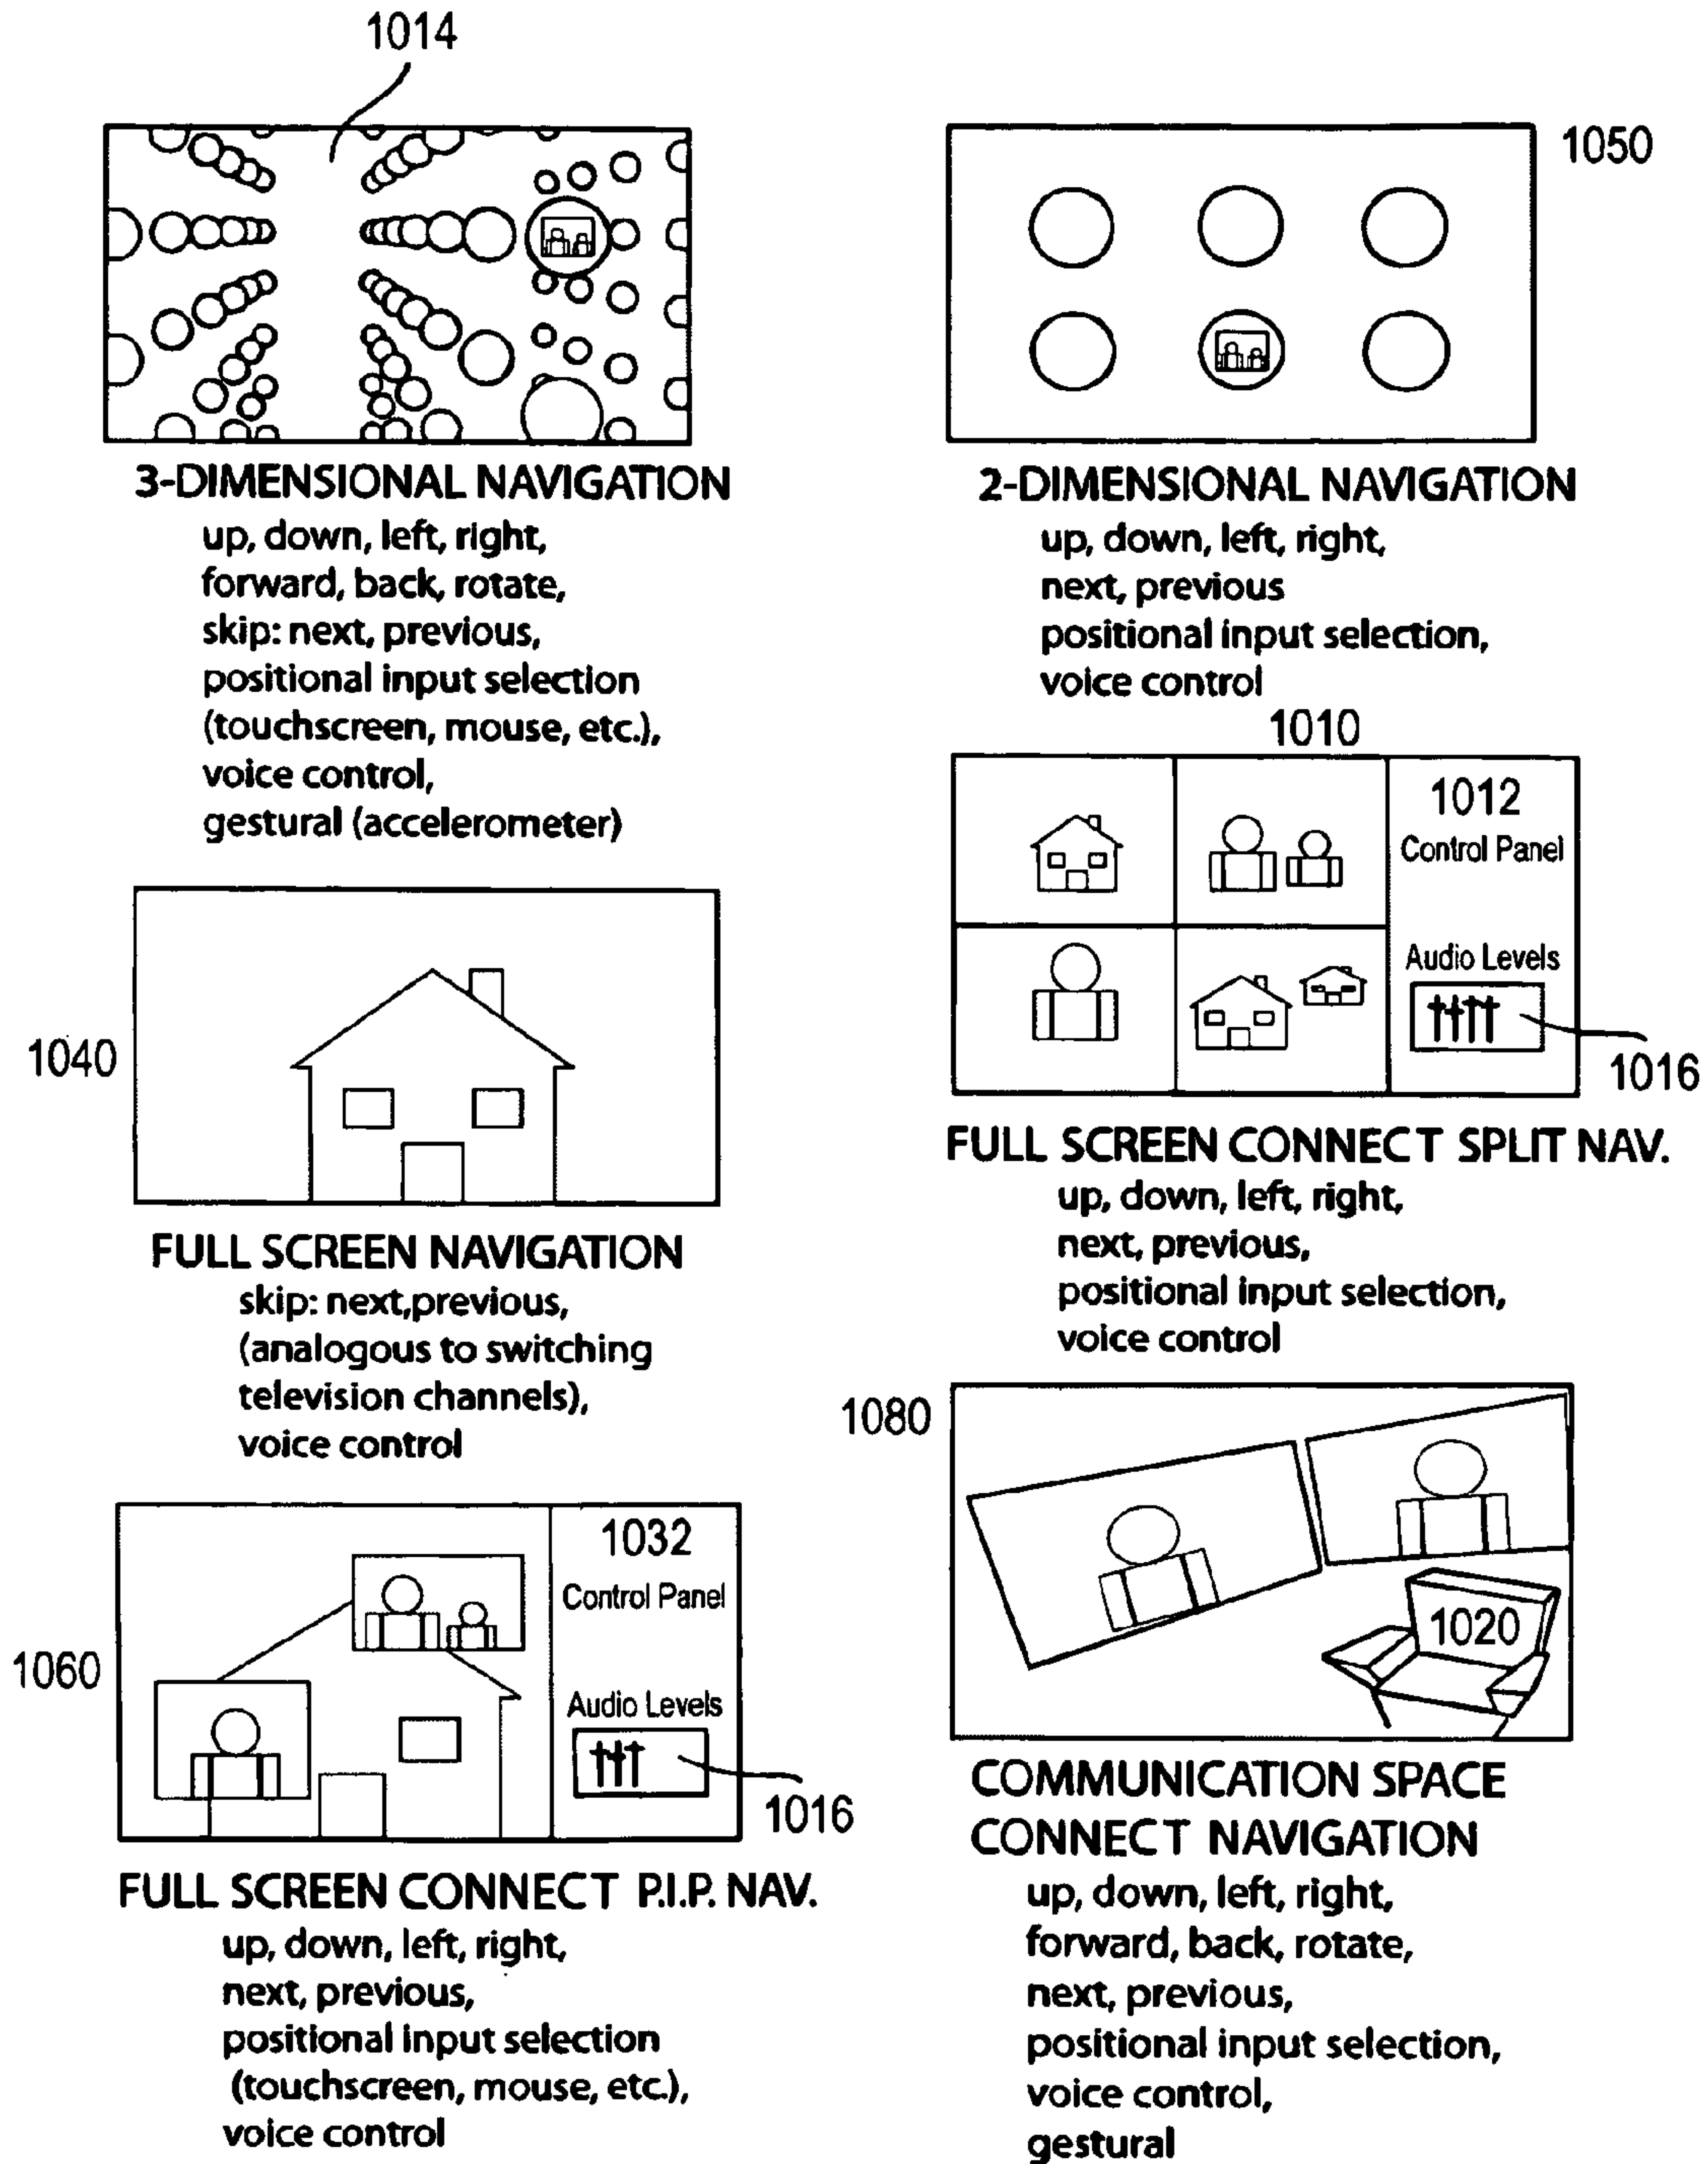 1014
3-DIMENSIONAL NAVIGATION
up, down, left, right,
forward, back, rotate,
skip: next, previous,
positional input selection
(touchscreen, mouse, etc.),
voice control,
gestural (accelerometer)
1050
2-DIMENSIONAL NAVIGATION
up, down, left, right,
next, previous
positional input selection,
voice control
1040
FULL SCREEN NAVIGATION
skip: next,previous,
(analogous to switching
television channels),
voice control
1010
1012
Control Panel
Audio Levels
1016
FULL SCREEN CONNECT SPLIT NAV.
up, down, left, right,
next, previous,
positional input selection,
voice control
1060
1032
Control Panel
Audio Levels
1016
FULL SCREEN CONNECT P.I.P. NAV.
up, down, left, right,
next, previous,
positional input selection
(touchscreen, mouse, etc.),
voice control
1080
1020
COMMUNICATION SPACE
CONNECT NAVIGATION
up, down, left, right,
forward, back, rotate,
next, previous,
positional input selection,
voice control,
gestural